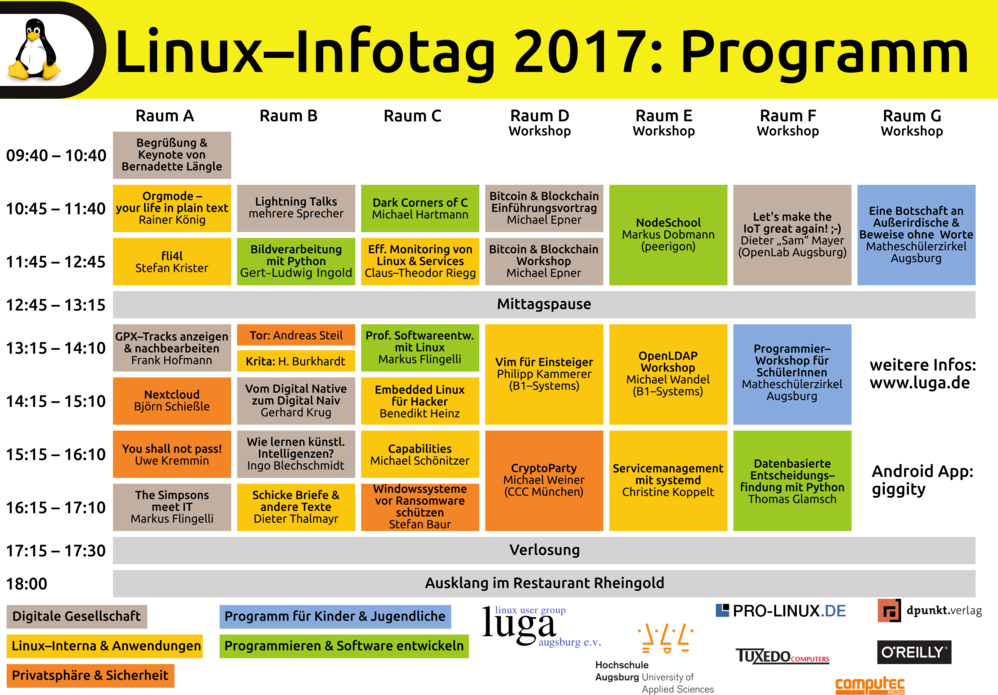 Linux–Infotag 2017: Programm
Raum A
Raum B
Raum C
Raum D
Workshop
Raum E
Workshop
Raum F
Workshop
Raum G
Workshop
09:40 – 10:40
Begrüßung &
Keynote von
Bernadette Längle
10:45 – 11:40
Orgmode –
your life in plain text
Rainer König
Lightning Talks
mehrere Sprecher
Dark Corners of C
Michael Hartmann
Bitcoin & Blockchain
Einführungsvortrag
Michael Epner
NodeSchool
Markus Dobmann
(peerigon)
Let's make the
IoT great again! ;-)
Dieter „Sam“ Mayer
(OpenLab Augsburg)
Eine Botschaft an
Außerirdische &
Beweise ohne Worte
Matheschülerzirkel
Augsburg
11:45 – 12:45
fli4l
Stefan Krister
Bildverarbeitung
mit Python
Gert-Ludwig Ingold
Eff. Monitoring von
Linux & Services
Claus–Theodor Riegg
Bitcoin & Blockchain
Workshop
Michael Epner
12:45 – 13:15
Mittagspause
13:15 – 14:10
GPX–Tracks anzeigen
& nachbearbeiten
Frank Hofmann
Tor: Andreas Steil
Krita: H. Burkhardt
Prof. Softwareentw.
mit Linux
Markus Flingelli
Vim für Einsteiger
Philipp Kammerer
(B1–Systems)
OpenLDAP
Workshop
Michael Wandel
(B1–Systems)
Programmier–
Workshop für
SchülerInnen
Matheschülerzirkel
Augsburg
weitere Infos:
www.luga.de
14:15 – 15:10
Nextcloud
Björn Schießle
Vom Digital Native
zum Digital Naiv
Gerhard Krug
Embedded Linux
für Hacker
Benedikt Heinz
15:15 – 16:10
You shall not pass!
Uwe Kremmin
Wie lernen künstl.
Intelligenzen?
Ingo Blechschmidt
Capabilities
Michael Schönitzer
CryptoParty
Michael Weiner
(CCC München)
Servicemanagement
mit systemd
Christine Koppelt
Datenbasierte
Entscheidungs–
findung mit Python
Thomas Glamsch
Android App:
giggity
16:15 – 17:10
The Simpsons
meet IT
Markus Flingelli
Schicke Briefe &
andere Texte
Dieter Thalmayr
Windowssysteme
vor Ransomware
schützen
Stefan Baur
17:15 – 17:30
Verlosung
18:00
Ausklang im Restaurant Rheingold
Digitale Gesellschaft
Programm für Kinder & Jugendliche
Linux–Interna & Anwendungen
Programmieren & Software entwickeln
Privatsphäre & Sicherheit
linux user group
luga
augsburg e.v.
Hochschule
Augsburg University of
Applied Sciences
PRO-LINUX.DE
dpunkt.verlag
TUXEDO COMPUTERS
O'REILLY®
computec
MEDIA